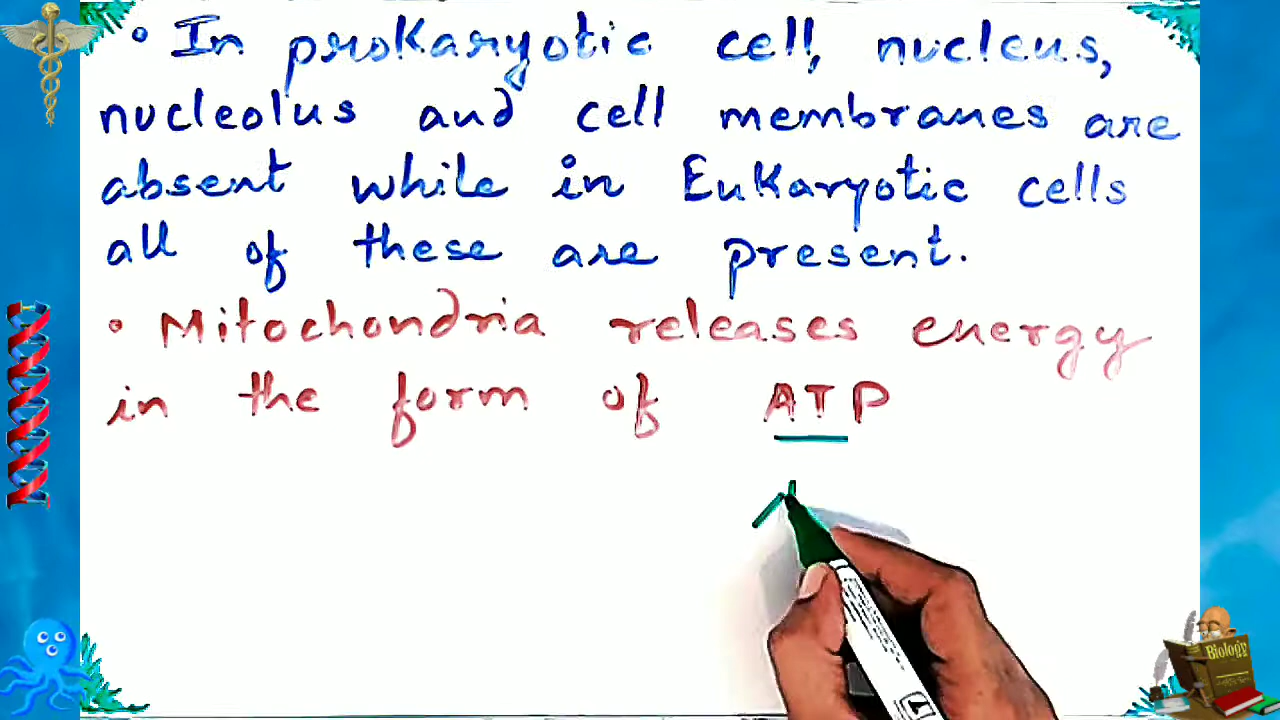 • In prokaryotic cell, nucleus,
nucleolus and cell membranes are
absent while in Eukaryotic cells
all of these are present.
• Mitochondria releases energy
in the form of ATP
Biology